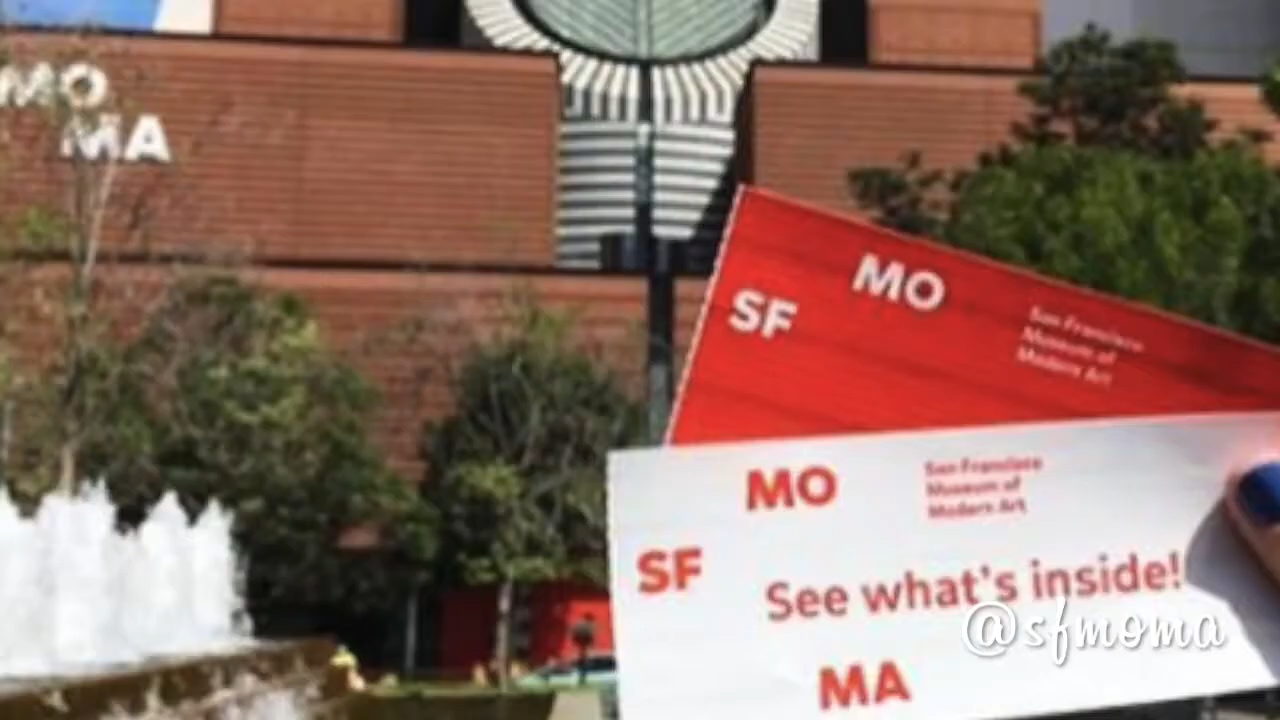 MO
MA
MO
SF
San Francisco
Museum of
Modern Art
MO
San Francisco
Museum of
Modern Art
SF
See what's inside!
@sfmoma
MA